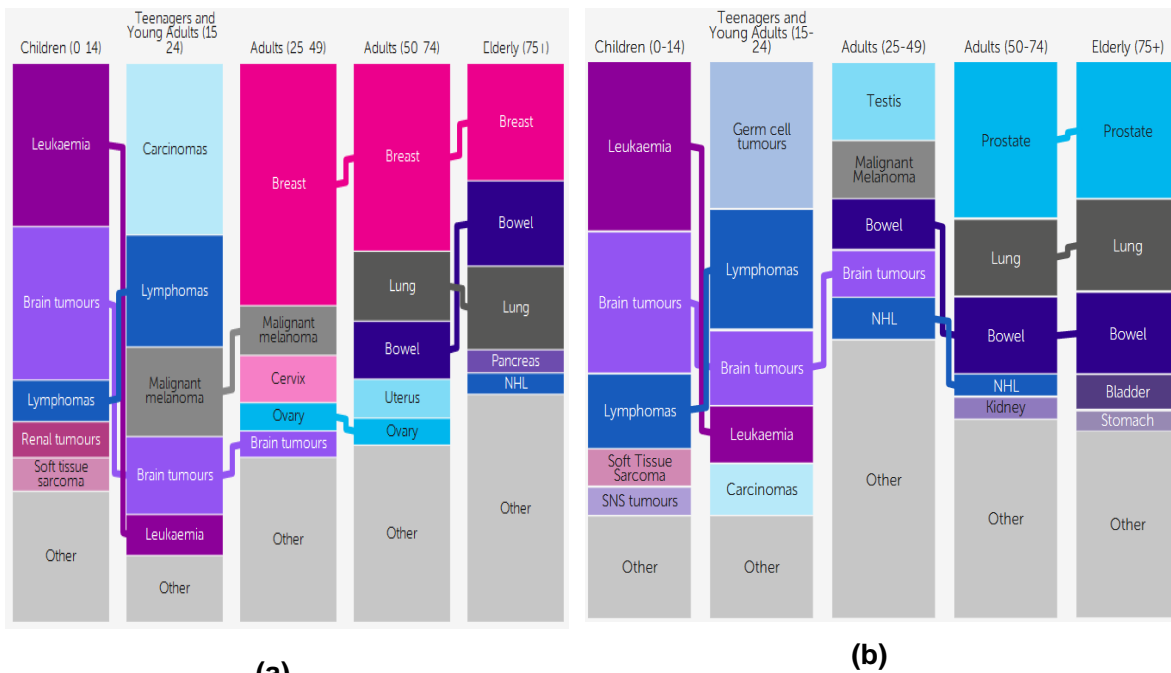 Children (0 14)
Teenagers and
Young Adults (15
24)
Adults (25 49)
Adults (50 74)
Elderly (75+)
Leukaemia
Brain tumours
Lymphomas
Renal tumours
Soft tissue
sarcoma
Other
Carcinomas
Lymphomas
Malignant
melanoma
Brain tumours
Leukaemia
Other
Breast
Malignant
melanoma
Cervix
Ovary
Brain tumours
Other
Breast
Lung
Bowel
Uterus
Ovary
Other
Breast
Bowel
Lung
Pancreas
NHL
Other
(a)
Children (0-14)
Teenagers and
Young Adults (15-
24)
Adults (25-49)
Adults (50-74)
Elderly (75+)
Leukaemia
Brain tumours
Lymphomas
Soft Tissue
Sarcoma
SNS tumours
Other
Germ cell
tumours
Lymphomas
Brain tumours
Leukaemia
Carcinomas
Other
Testis
Malignant
Melanoma
Bowel
Brain tumours
NHL
Other
Prostate
Lung
Bowel
NHL
Kidney
Other
Prostate
Lung
Bowel
Bladder
Stomach
Other
(b)